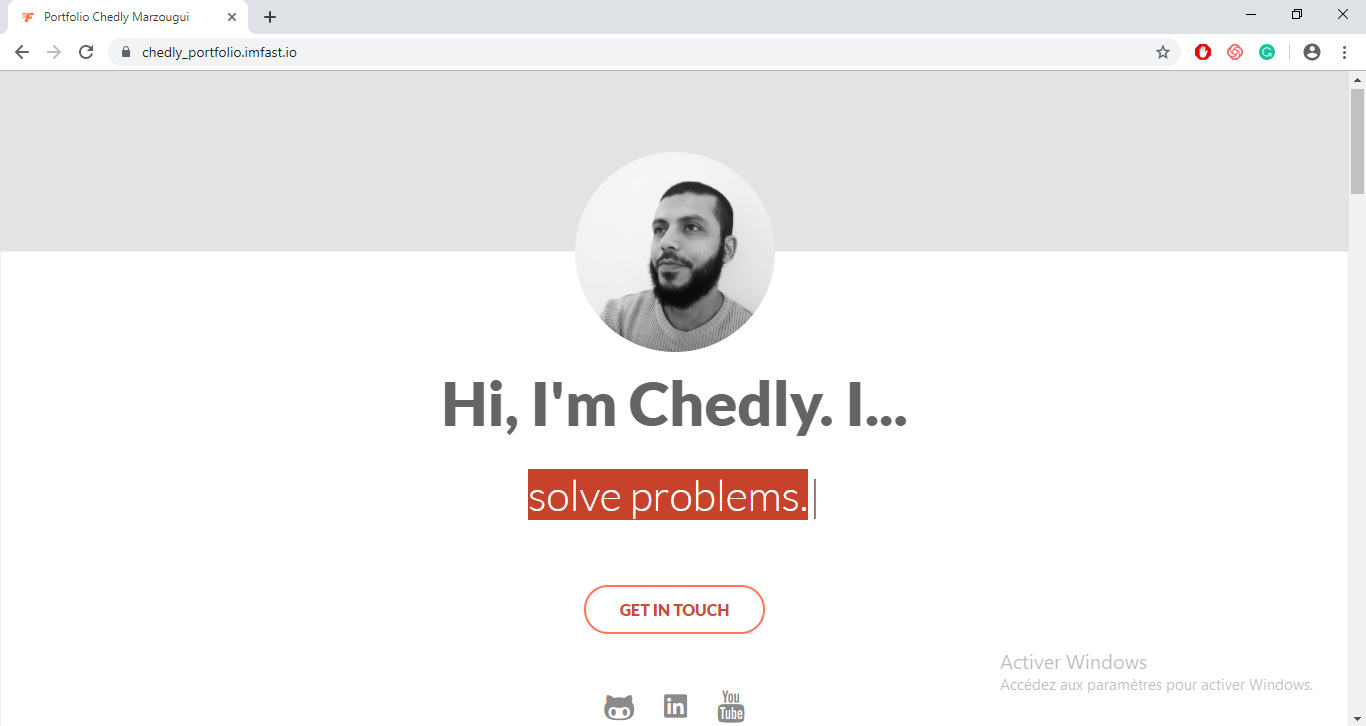 Portfolio Chedly Marzougui
chedly_portfolio.imfast.io
Hi, I'm Chedly. I...
solve problems.
GET IN TOUCH
Activer Windows
Accédez aux paramètres pour activer Windows.
in
You
Tube